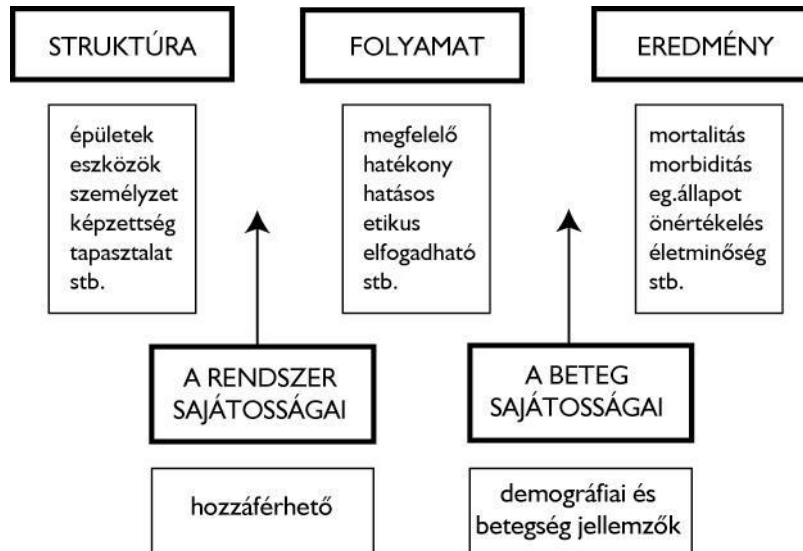 STRUKTÚRA
FOLYAMAT
EREDMÉNY
épületek
eszközök
személyzet
képzettség
tapasztalat
stb.
megfelelő
hatékony
hatásos
etikus
elfogadható
stb.
mortalitás
morbiditás
eg.állapot
önértékelés
életminőség
stb.
A RENDSZER
SAJÁTOSSÁGAI
A BETEG
SAJÁTOSSÁGAI
hozzáférhető
demográfiai és
betegség jellemzők